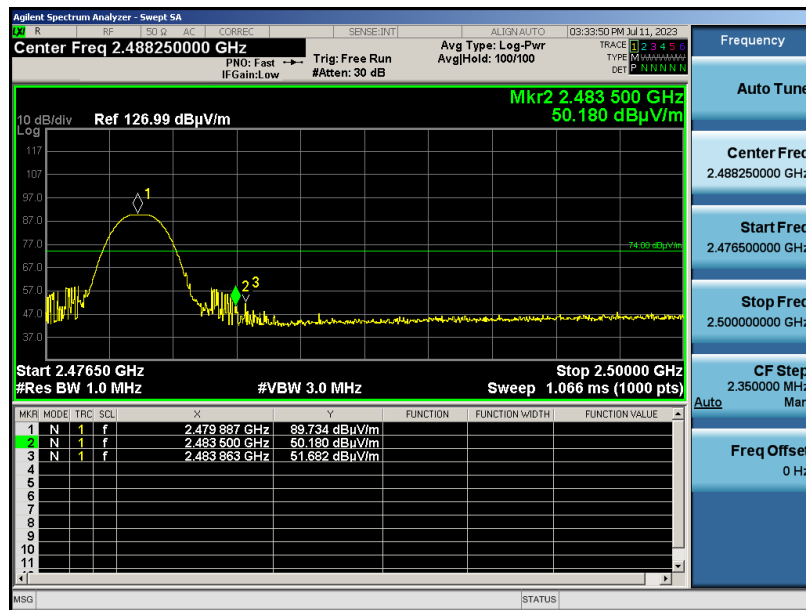 Agilent Spectrum Analyzer - Swept SA
LXI R RF 50 Ω AC CORREC SENSE:INT ALIGN AUTO 03:33:50 PM Jul 11, 2023
Center Freq 2.488250000 GHz
PNO: Fast
IFGain:Low
Trig: Free Run
#Atten: 30 dB
Avg Type: Log-Pwr
Avg|Hold: 100/100
TRACE 1 2 3 4 5 6
TYPE M W W W W W
DET P N N N N N
Mkr2 2.483 500 GHz
50.180 dBµV/m
10 dB/div Ref 126.99 dBµV/m
Log
117
107
97.0
87.0
77.0
67.0
57.0
47.0
37.0
1
2 3
74.00 dBµV/m
Start 2.47650 GHz Stop 2.50000 GHz
#Res BW 1.0 MHz #VBW 3.0 MHz Sweep 1.066 ms (1000 pts)
MKR MODE TRC SCL X Y FUNCTION FUNCTION WIDTH FUNCTION VALUE
1 N 1 f 2.479 887 GHz 89.734 dBµV/m
2 N 1 f 2.483 500 GHz 50.180 dBµV/m
3 N 1 f 2.483 863 GHz 51.682 dBµV/m
4
5
6
7
8
9
10
11
MSG STATUS
Frequency
Auto Tune
Center Freq
2.488250000 GHz
Start Freq
2.476500000 GHz
Stop Freq
2.500000000 GHz
CF Step
2.350000 MHz
Auto Man
Freq Offset
0 Hz